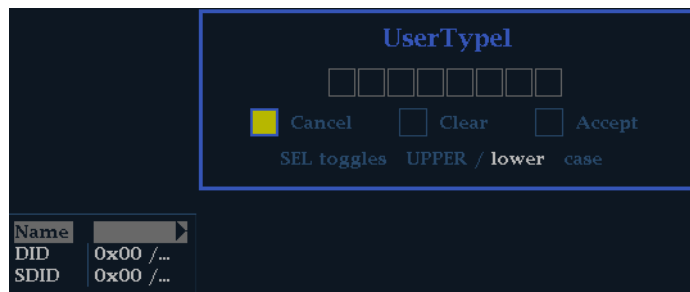 UserType1
Cancel Clear Accept
SEL toggles UPPER / lower case
Name
DID 0x00 /...
SDID 0x00 /...